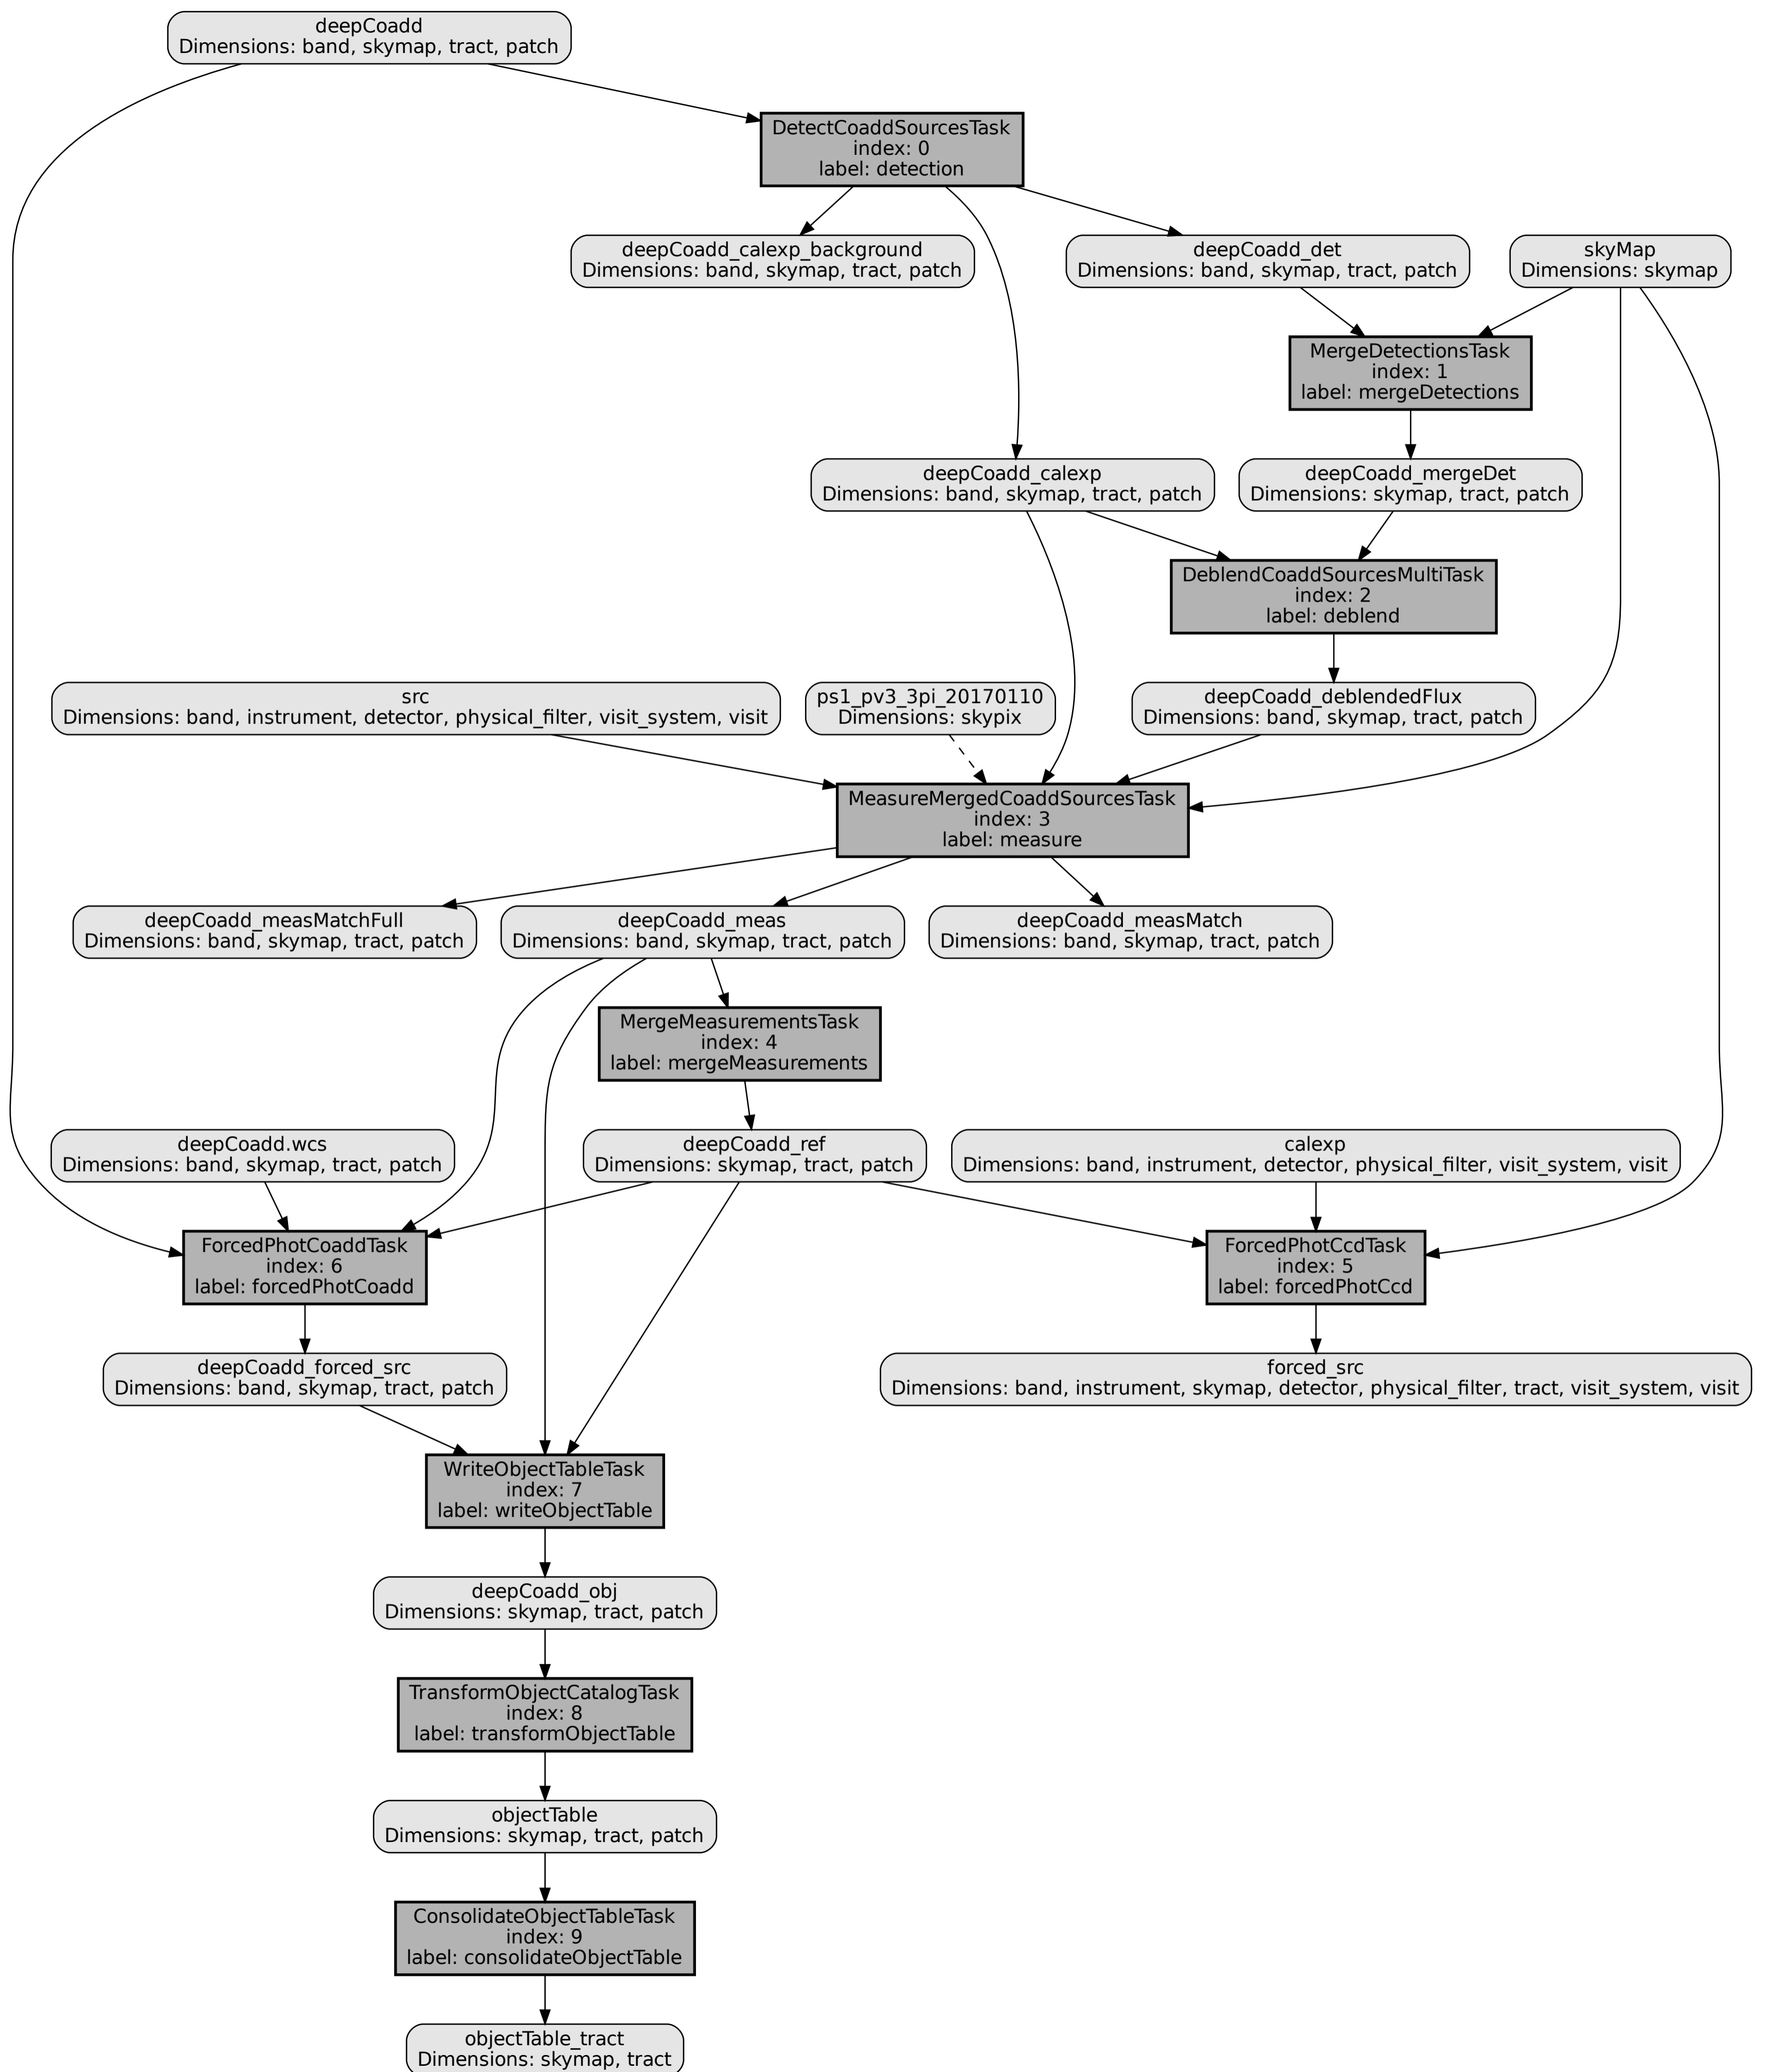 deepCoadd
Dimensions: band, skymap, tract, patch
DetectCoaddSourcesTask
index: 0
label: detection
deepCoadd_calexp_background
Dimensions: band, skymap, tract, patch
deepCoadd_det
Dimensions: band, skymap, tract, patch
skyMap
Dimensions: skymap
MergeDetectionsTask
index: 1
label: mergeDetections
deepCoadd_calexp
Dimensions: band, skymap, tract, patch
deepCoadd_mergeDet
Dimensions: skymap, tract, patch
DeblendCoaddSourcesMultiTask
index: 2
label: deblend
src
Dimensions: band, instrument, detector, physical_filter, visit_system, visit
ps1_pv3_3pi_20170110
Dimensions: skypix
deepCoadd_deblendedFlux
Dimensions: band, skymap, tract, patch
MeasureMergedCoaddSourcesTask
index: 3
label: measure
deepCoadd_measMatchFull
Dimensions: band, skymap, tract, patch
deepCoadd_meas
Dimensions: band, skymap, tract, patch
deepCoadd_measMatch
Dimensions: band, skymap, tract, patch
MergeMeasurementsTask
index: 4
label: mergeMeasurements
deepCoadd.wcs
Dimensions: band, skymap, tract, patch
deepCoadd_ref
Dimensions: skymap, tract, patch
calexp
Dimensions: band, instrument, detector, physical_filter, visit_system, visit
ForcedPhotCoaddTask
index: 6
label: forcedPhotCoadd
ForcedPhotCcdTask
index: 5
label: forcedPhotCcd
deepCoadd_forced_src
Dimensions: band, skymap, tract, patch
forced_src
Dimensions: band, instrument, skymap, detector, physical_filter, tract, visit_system, visit
WriteObjectTableTask
index: 7
label: writeObjectTable
deepCoadd_obj
Dimensions: skymap, tract, patch
TransformObjectCatalogTask
index: 8
label: transformObjectTable
objectTable
Dimensions: skymap, tract, patch
ConsolidateObjectTableTask
index: 9
label: consolidateObjectTable
objectTable_tract
Dimensions: skymap, tract